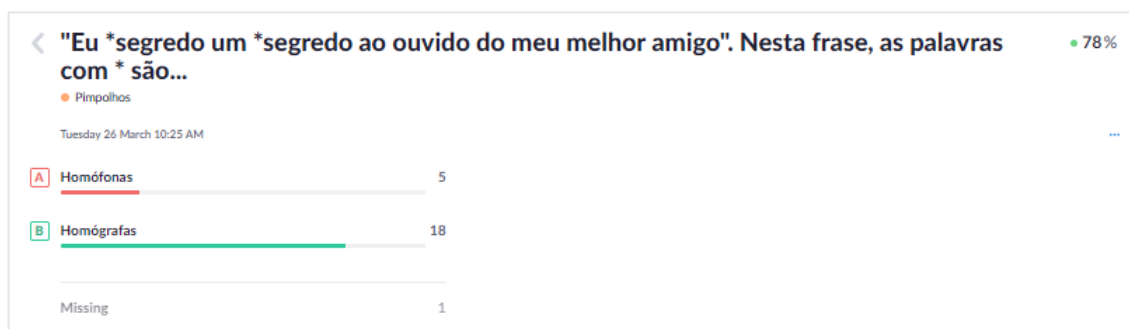 "Eu *segredo um *segredo ao ouvido do meu melhor amigo". Nesta frase, as palavras
com * são...
78%
Pimpolhos
Tuesday 26 March 10:25 AM
A Homófonas 5
B Homógrafas 18
Missing 1